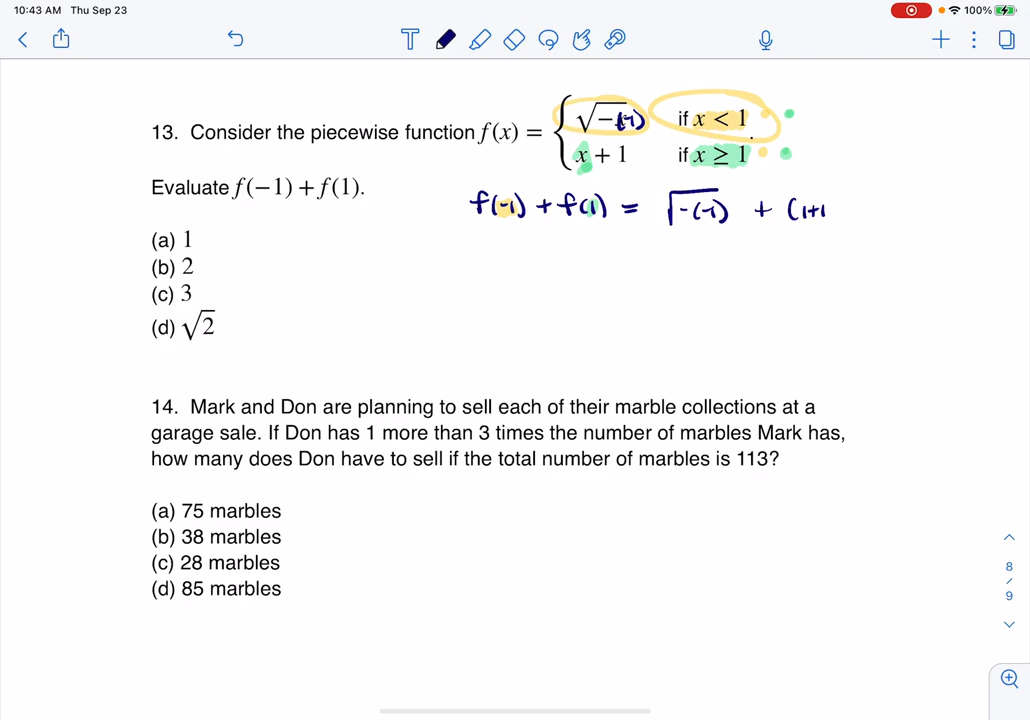 10:43 AM Thu Sep 23
100%
13. Consider the piecewise function f(x) = { √-(-1) if x < 1
x + 1 if x ≥ 1 .
Evaluate f(−1) + f(1).
f(-1) + f(1) = √-(-1) + (1+1
(a) 1
(b) 2
(c) 3
(d) √2
14. Mark and Don are planning to sell each of their marble collections at a
garage sale. If Don has 1 more than 3 times the number of marbles Mark has,
how many does Don have to sell if the total number of marbles is 113?
(a) 75 marbles
(b) 38 marbles
(c) 28 marbles
(d) 85 marbles
8
/
9